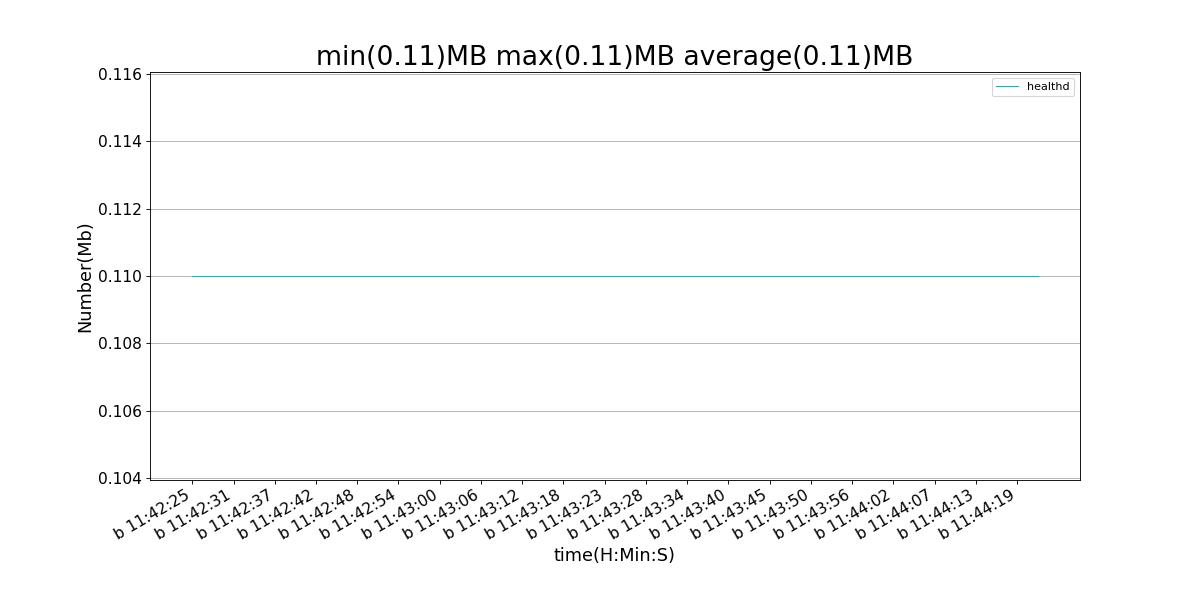 min(0.11)MB max(0.11)MB average(0.11)MB
healthd
0.116
0.114
0.112
0.110
0.108
0.106
0.104
Number(Mb)
b 11:42:25
b 11:42:31
b 11:42:37
b 11:42:42
b 11:42:48
b 11:42:54
b 11:43:00
b 11:43:06
b 11:43:12
b 11:43:18
b 11:43:23
b 11:43:28
b 11:43:34
b 11:43:40
b 11:43:45
b 11:43:50
b 11:43:56
b 11:44:02
b 11:44:07
b 11:44:13
b 11:44:19
time(H:Min:S)